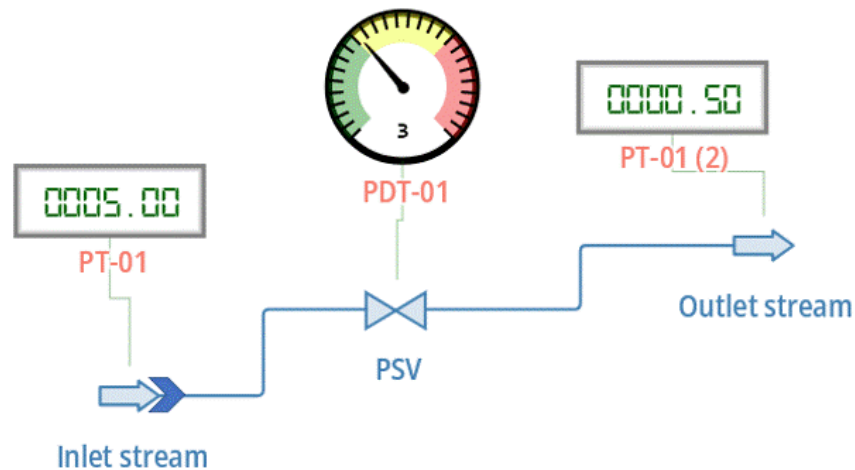 3
0000.50
PT-01 (2)
PDT-01
0005.00
PT-01
Outlet stream
PSV
Inlet stream